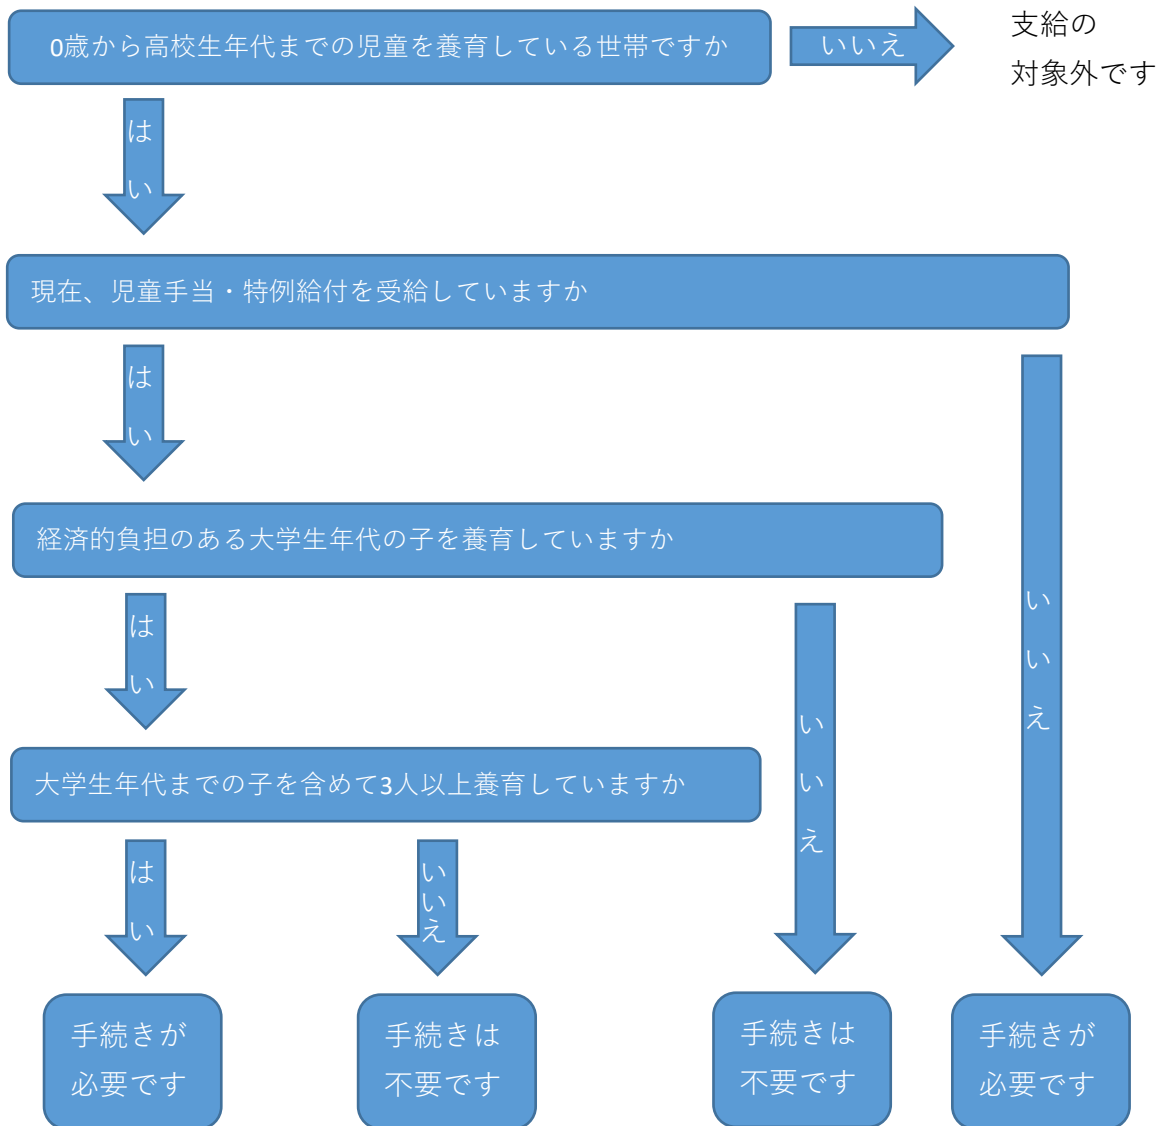 0歳から高校生年代までの児童を養育している世帯ですか
いいえ
支給の
対象外です
はい
現在、児童手当・特例給付を受給していますか
はい
いいえ
経済的負担のある大学生年代の子を養育していますか
はい
いいえ
大学生年代までの子を含めて3人以上養育していますか
はい
いいえ
手続きが
必要です
手続きは
不要です
手続きは
不要です
手続きが
必要です